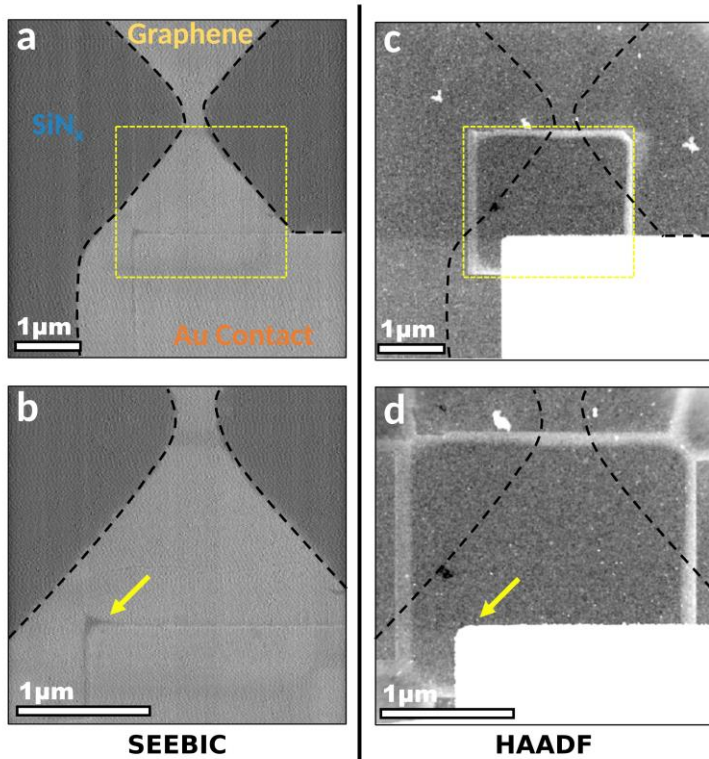 a
Graphene
SiNx
1µm
Au Contact
b
1µm
SEEBIC
c
1µm
d
1µm
HAADF